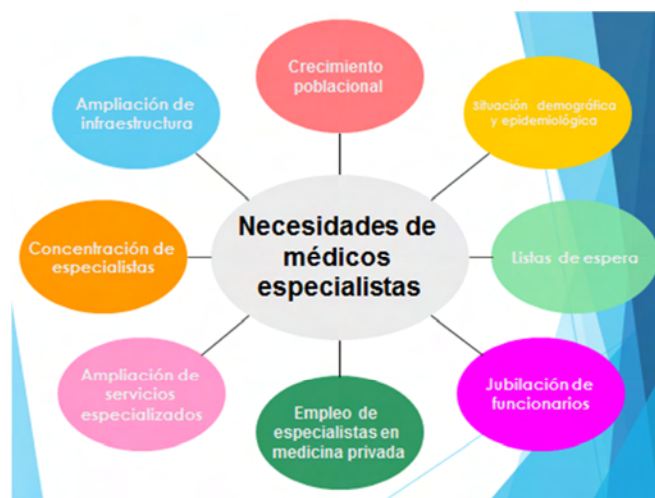 Crecimiento
poblacional
Situación demográfica
y epidemiológica
Listas de espera
Jubilación de
funcionarios
Empleo de
especialistas en
medicina privada
Ampliación de
servicios
especializados
Concentración de
especialistas
Ampliación de
infraestructura
Necesidades de
médicos
especialistas